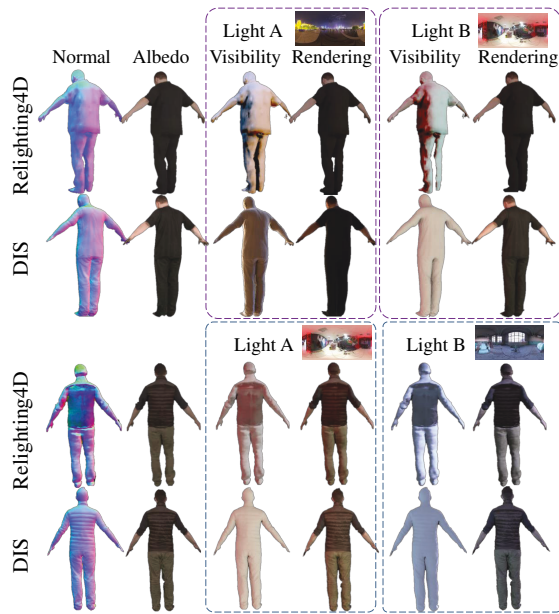 Light A
Light B
Normal Albedo Visibility Rendering Visibility Rendering
Relighting4D
DIS
Light A
Light B
Relighting4D
DIS